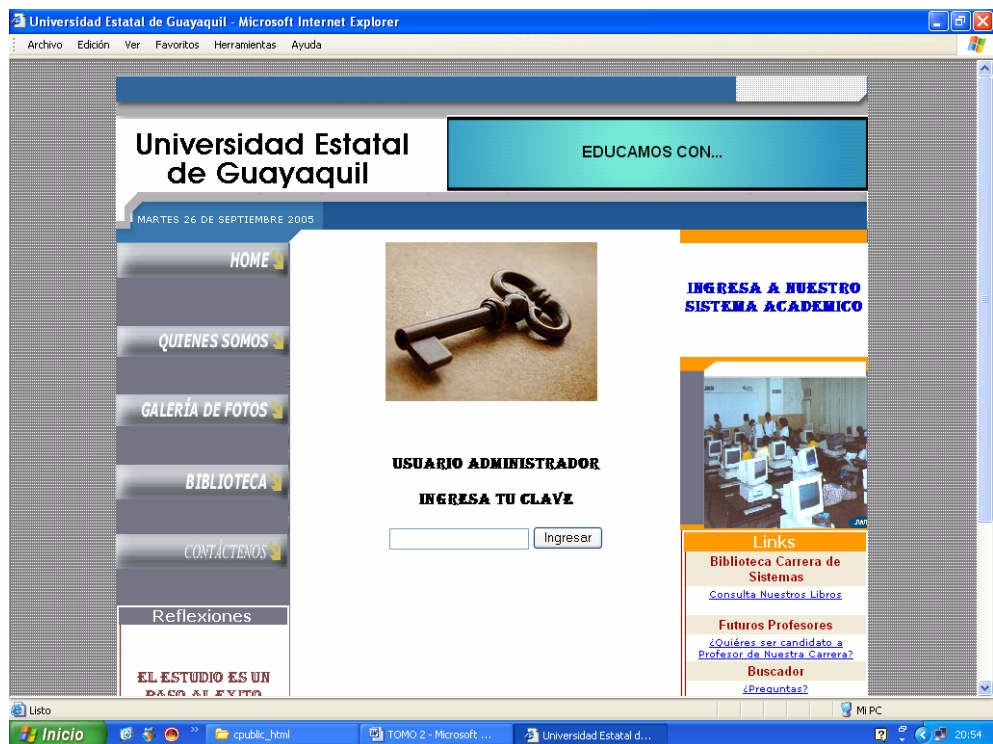 Universidad Estatal de Guayaquil - Microsoft Internet Explorer
Archivo Edición Ver Favoritos Herramientas Ayuda
Universidad Estatal
de Guayaquil
EDUCAMOS CON...
MARTES 26 DE SEPTIEMBRE 2005
HOME
QUIENES SOMOS
GALERÍA DE FOTOS
BIBLIOTECA
CONTÁCTENOS
Reflexiones
EL ESTUDIO ES UN
PASO AL EXITO
USUARIO ADMINISTRADOR
INGRESA TU CLAVE
Ingresar
INGRESA A NUESTRO
SISTEMA ACADEMICO
Links
Biblioteca Carrera de
Sistemas
Consulta Nuestros Libros
Futuros Profesores
¿Quiéres ser candidato a
Profesor de Nuestra Carrera?
Buscador
¿Preguntas?
Listo
Mi PC
Inicio
cpublic_html
TOMO 2 - Microsoft ...
Universidad Estatal d...
20:54